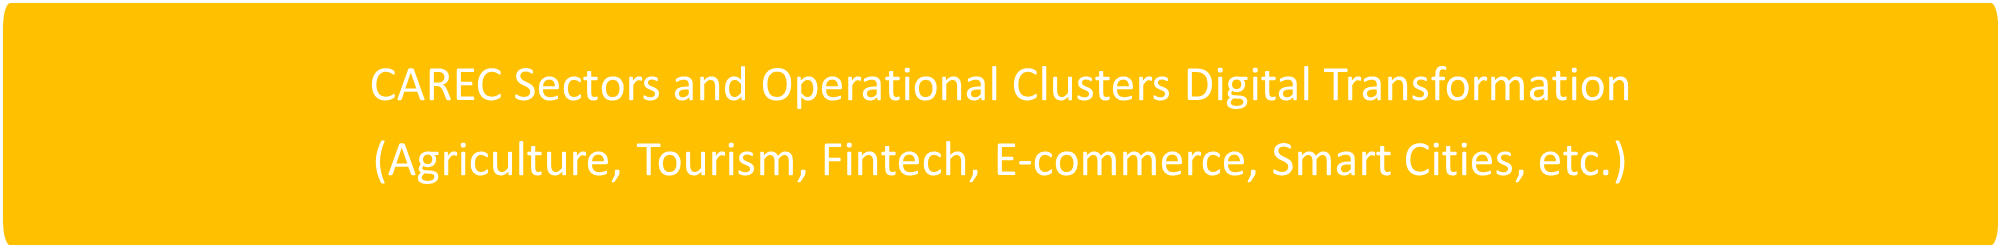 CAREC Sectors and Operational Clusters Digital Transformation
(Agriculture, Tourism, Fintech, E-commerce, Smart Cities, etc.)